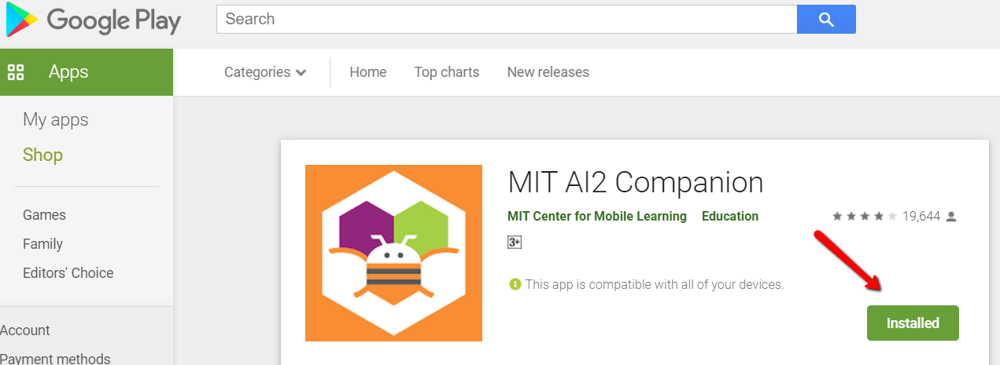 Google Play
Search
Apps
Categories Home Top charts New releases
My apps
Shop
Games
Family
Editors' Choice
Account
Payment methods
MIT AI2 Companion
MIT Center for Mobile Learning Education
19,644
3+
This app is compatible with all of your devices.
Installed